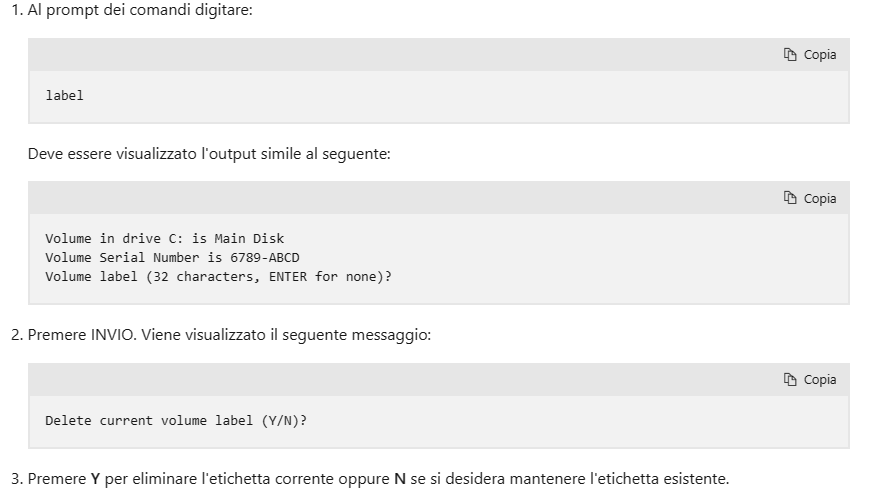 1. Al prompt dei comandi digitare:
Copia
label
Deve essere visualizzato l'output simile al seguente:
Copia
Volume in drive C: is Main Disk
Volume Serial Number is 6789-ABCD
Volume label (32 characters, ENTER for none)?
2. Premere INVIO. Viene visualizzato il seguente messaggio:
Copia
Delete current volume label (Y/N)?
3. Premere Y per eliminare l'etichetta corrente oppure N se si desidera mantenere l'etichetta esistente.